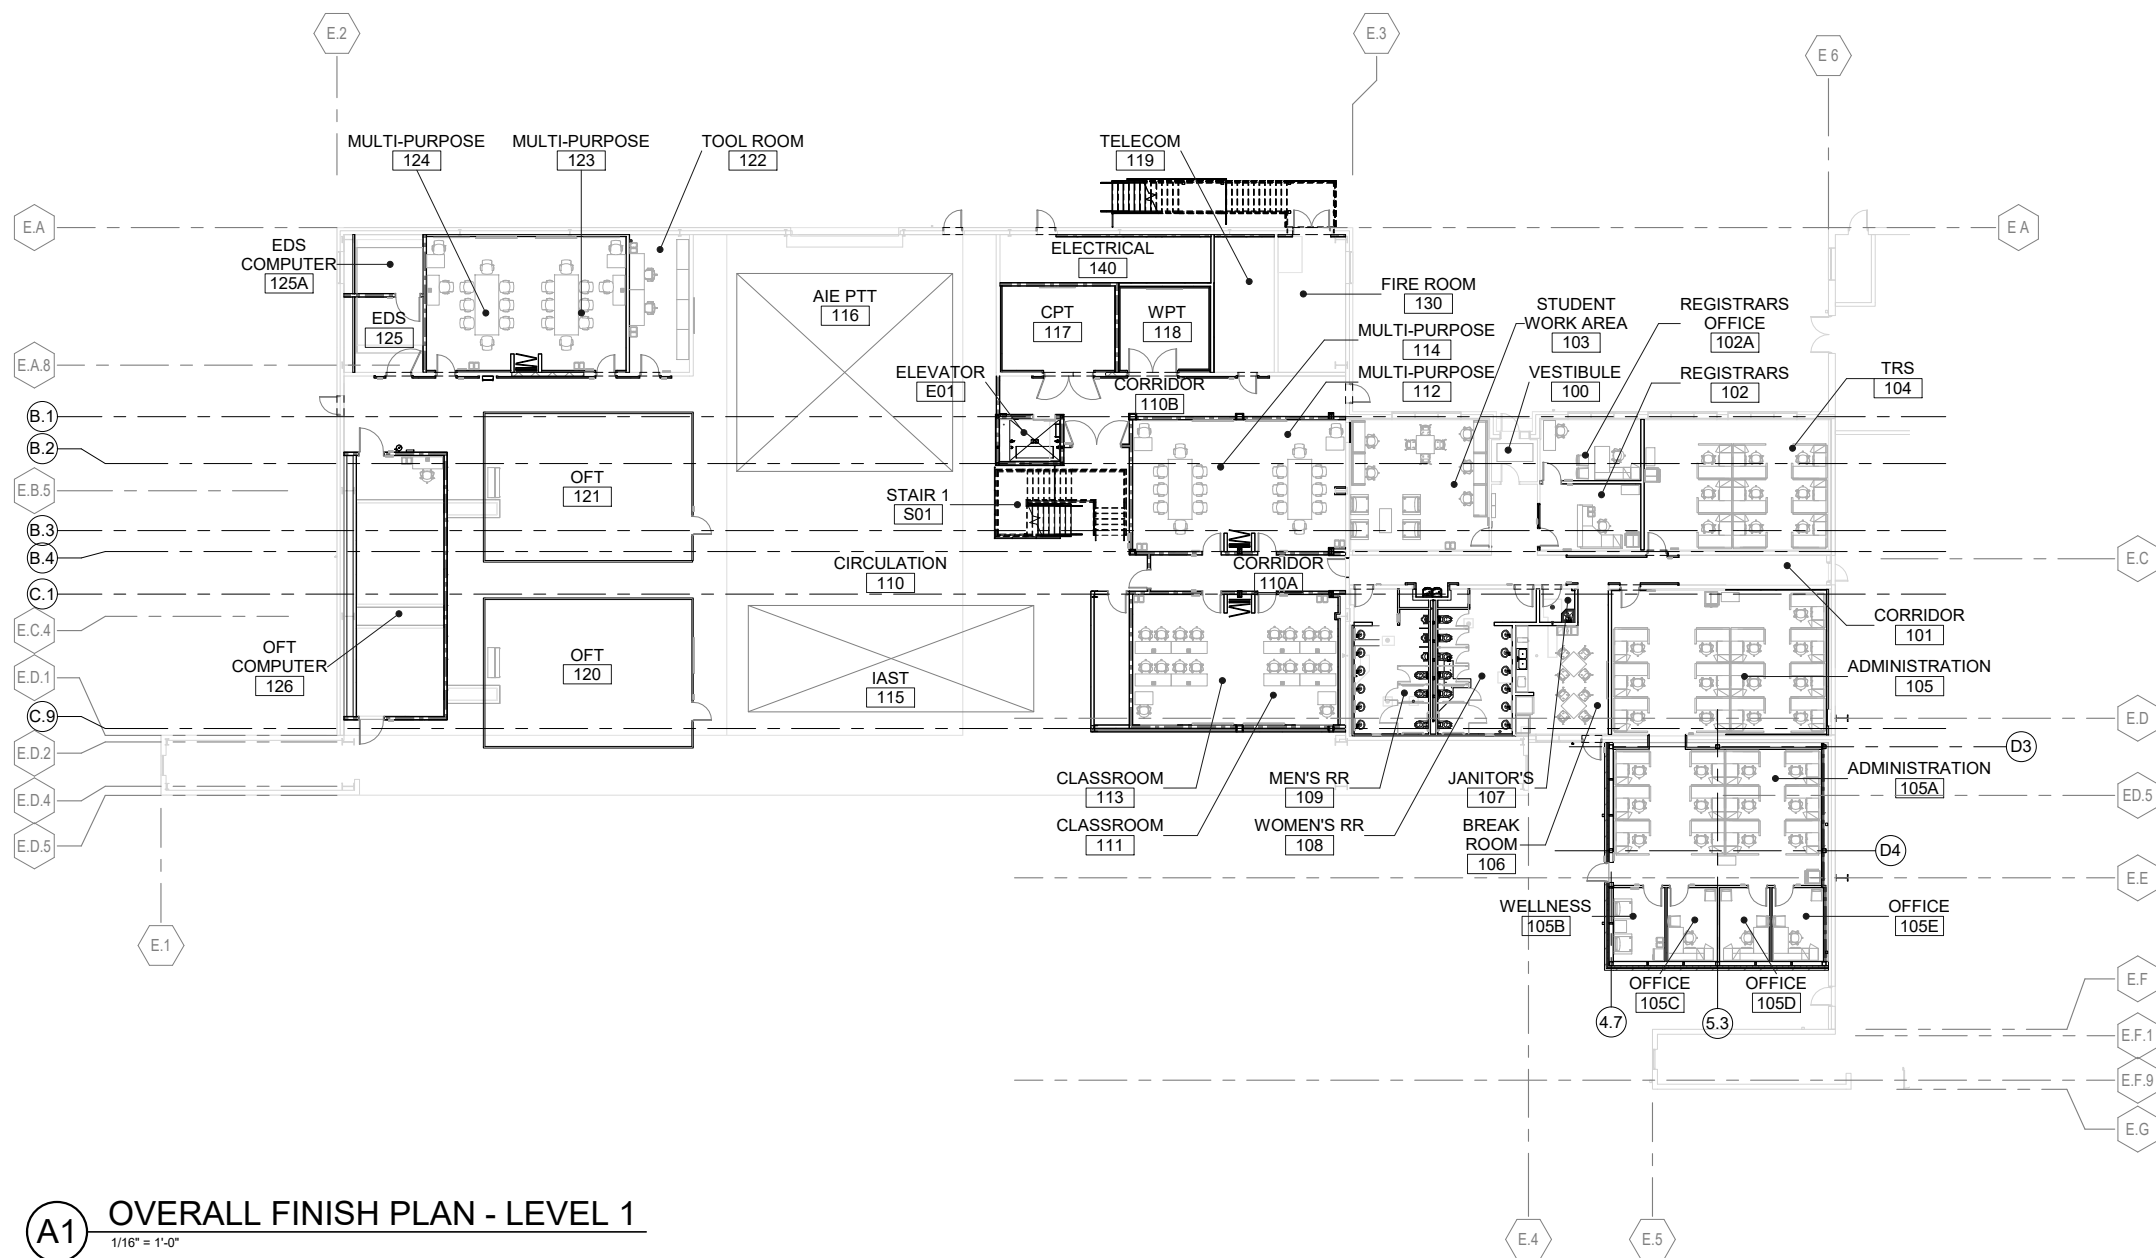 E.2
E.3
E 6
MULTI-PURPOSE
124
MULTI-PURPOSE
123
TOOL ROOM
122
TELECOM
119
E.A
E A
EDS
COMPUTER
125A
EDS
125
AIE PTT
116
ELECTRICAL
140
CPT
117
WPT
118
FIRE ROOM
130
STUDENT
WORK AREA
103
REGISTRARS
OFFICE
102A
MULTI-PURPOSE
114
E.A.8
ELEVATOR
E01
CORRIDOR
110B
MULTI-PURPOSE
112
VESTIBULE
100
REGISTRARS
102
TRS
104
B.1
B.2
E.B.5
OFT
121
STAIR 1
S01
B.3
B.4
E.C
CIRCULATION
110
CORRIDOR
110A
C.1
E.C.4
CORRIDOR
101
OFT
COMPUTER
126
OFT
120
IAST
115
ADMINISTRATION
105
E.D.1
C.9
E.D
E.D.2
D3
CLASSROOM
113
MEN'S RR
109
JANITOR'S
107
ADMINISTRATION
105A
E.D.4
ED.5
CLASSROOM
111
WOMEN'S RR
108
BREAK
ROOM
106
E.D.5
D4
E.E
WELLNESS
105B
OFFICE
105E
E.1
OFFICE
105C
OFFICE
105D
E.F
4.7
5.3
E.F.1
E.F.9
E.G
A1
OVERALL FINISH PLAN - LEVEL 1
1/16" = 1'-0"
E.4
E.5